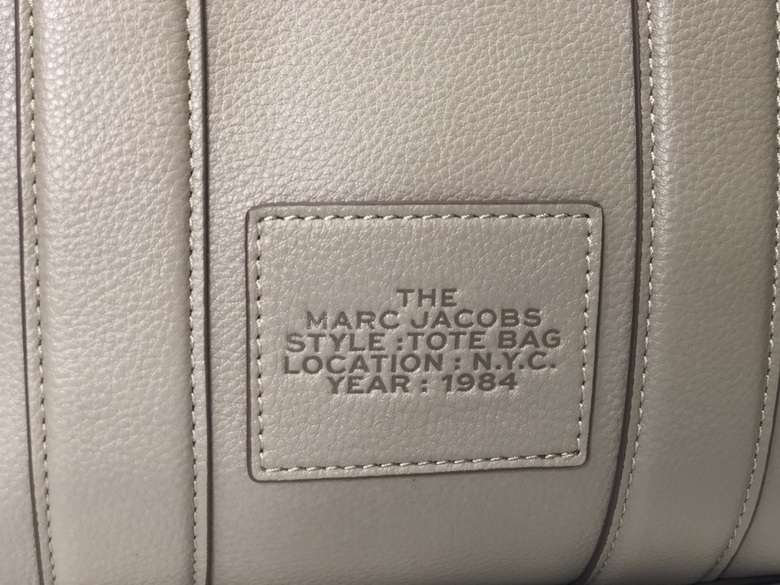 THE
MARC JACOBS
STYLE :TOTE BAG
LOCATION : N.Y.C.
YEAR : 1984